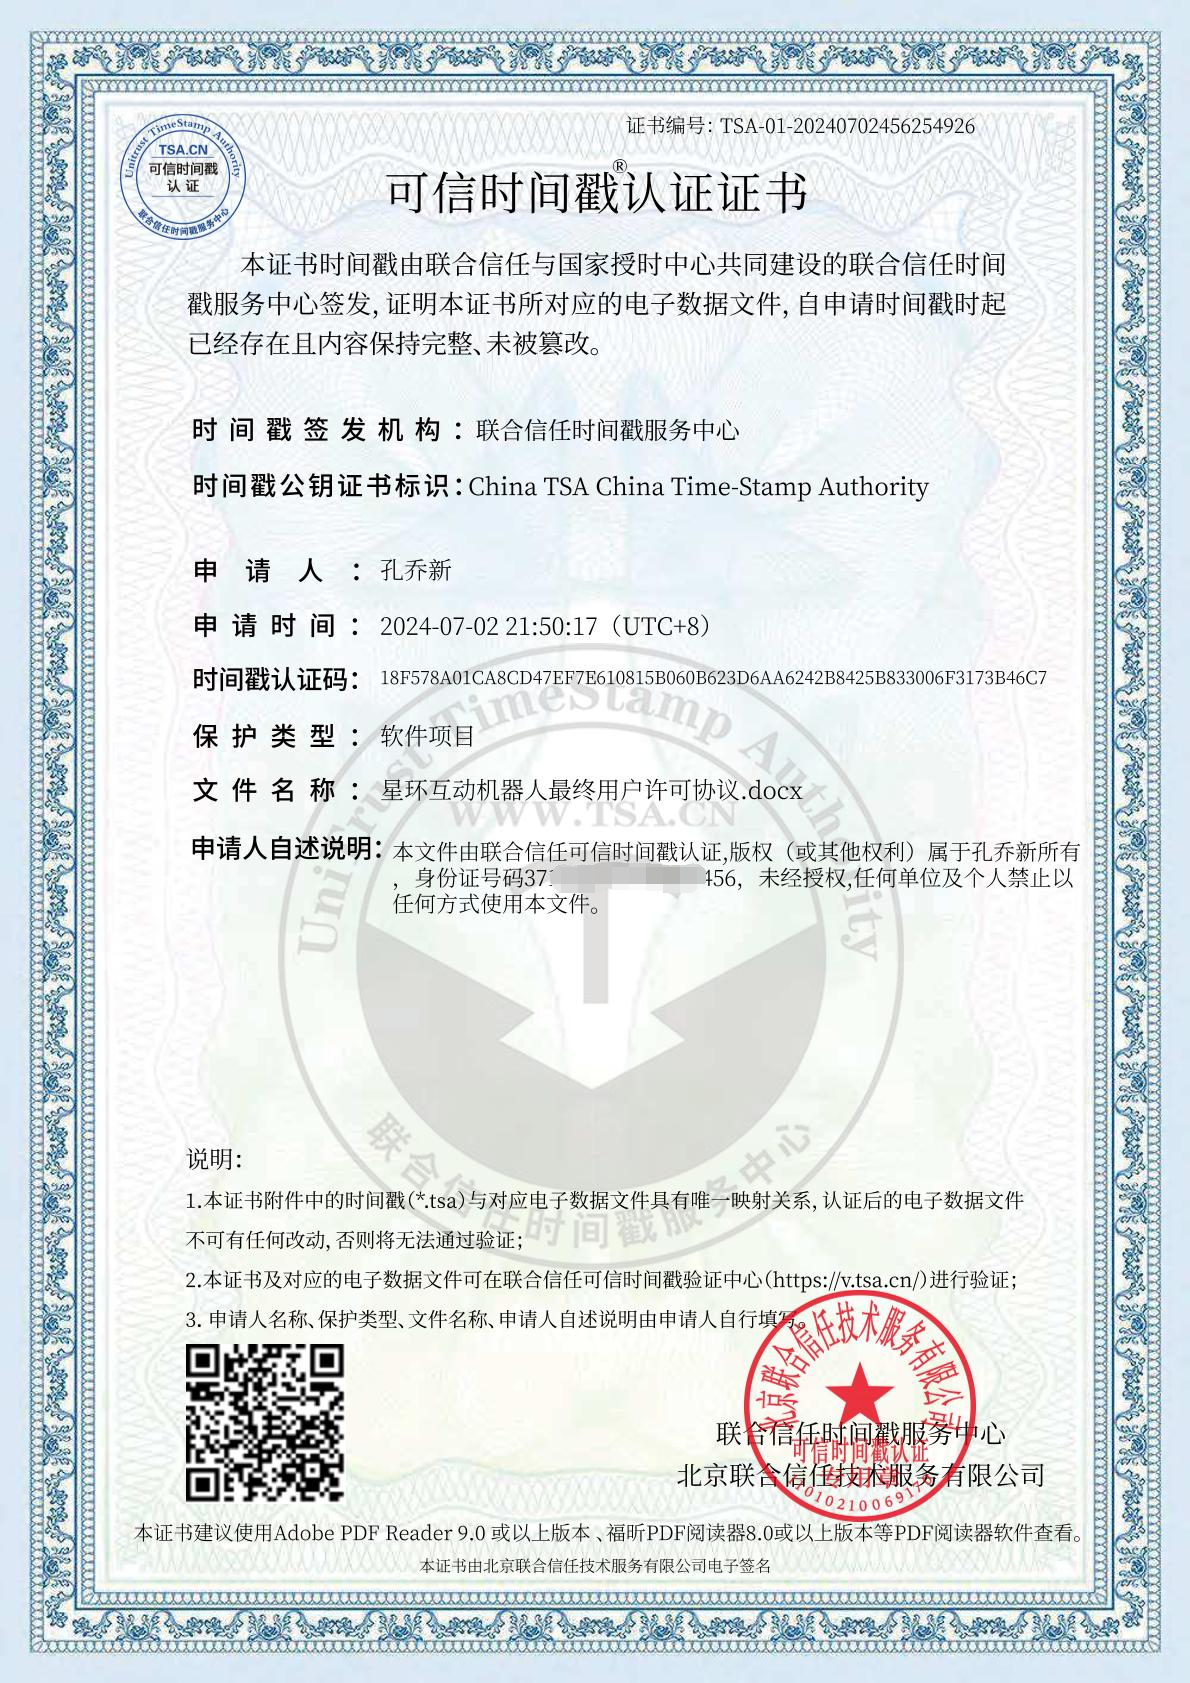 证书编号：TSA-01-20240702456254926
Unitrust TimeStamp Authority
TSA.CN
可信时间戳
认证
联合信任时间戳服务中心
可信时间戳®认证证书
本证书时间戳由联合信任与国家授时中心共同建设的联合信任时间
戳服务中心签发，证明本证书所对应的电子数据文件，自申请时间戳时起
已经存在且内容保持完整、未被篡改。
时间戳签发机构：联合信任时间戳服务中心
时间戳公钥证书标识：China TSA China Time-Stamp Authority
申请人：孔乔新
申请时间：2024-07-02 21:50:17（UTC+8）
时间戳认证码：18F578A01CA8CD47EF7E610815B060B623D6AA6242B8425B833006F3173B46C7
保护类型：软件项目
文件名称：星环互动机器人最终用户许可协议.docx
申请人自述说明：本文件由联合信任可信时间戳认证,版权（或其他权利）属于孔乔新所有
，身份证号码371 456，未经授权,任何单位及个人禁止以
任何方式使用本文件。
UniTrust TimeStamp Authority
WWW.TSA.CN
T
联合信任时间戳服务中心
说明：
1.本证书附件中的时间戳（*.tsa）与对应电子数据文件具有唯一映射关系，认证后的电子数据文件
不可有任何改动，否则将无法通过验证；
2.本证书及对应的电子数据文件可在联合信任可信时间戳验证中心（https://v.tsa.cn/）进行验证；
3. 申请人名称、保护类型、文件名称、申请人自述说明由申请人自行填写。
北京联合信任技术服务有限公司
联合信任时间戳服务中心
可信时间戳认证
北京联合信任技术服务有限公司
专用章
本证书建议使用Adobe PDF Reader 9.0 或以上版本 、福昕PDF阅读器8.0或以上版本等PDF阅读器软件查看。
本证书由北京联合信任技术服务有限公司电子签名